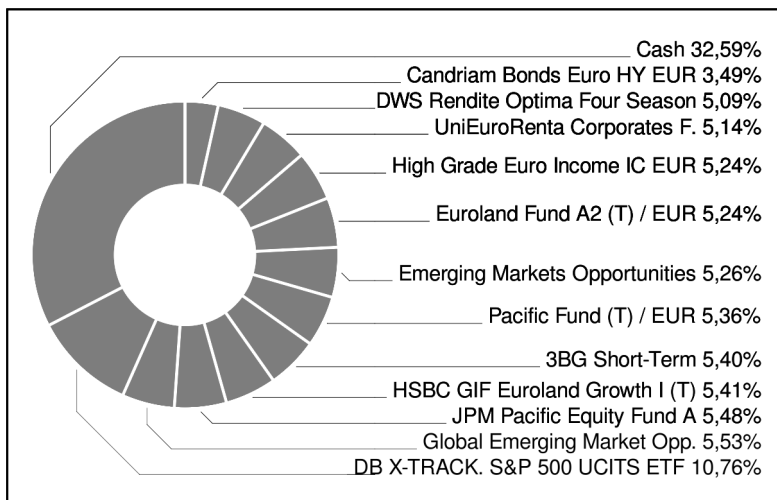 Cash 32,59%
Candriam Bonds Euro HY EUR 3,49%
DWS Rendite Optima Four Season 5,09%
UniEuroRenta Corporates F. 5,14%
High Grade Euro Income IC EUR 5,24%
Euroland Fund A2 (T) / EUR 5,24%
Emerging Markets Opportunities 5,26%
Pacific Fund (T) / EUR 5,36%
3BG Short-Term 5,40%
HSBC GIF Euroland Growth I (T) 5,41%
JPM Pacific Equity Fund A 5,48%
Global Emerging Market Opp. 5,53%
DB X-TRACK. S&P 500 UCITS ETF 10,76%